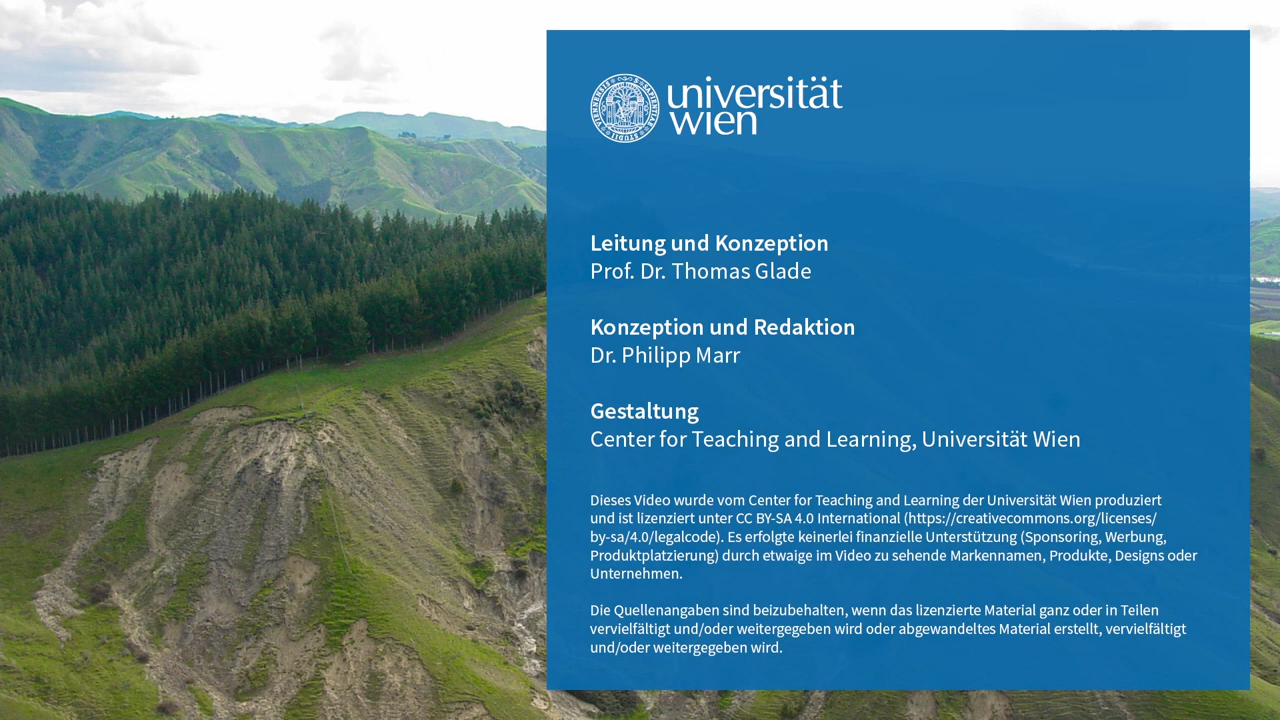 universität
wien
Leitung und Konzeption
Prof. Dr. Thomas Glade
Konzeption und Redaktion
Dr. Philipp Marr
Gestaltung
Center for Teaching and Learning, Universität Wien
Dieses Video wurde vom Center for Teaching and Learning der Universität Wien produziert
und ist lizenziert unter CC BY-SA 4.0 International (https://creativecommons.org/licenses/
by-sa/4.0/legalcode). Es erfolgte keinerlei finanzielle Unterstützung (Sponsoring, Werbung,
Produktplatzierung) durch etwaige im Video zu sehende Markennamen, Produkte, Designs oder
Unternehmen.
Die Quellenangaben sind beizubehalten, wenn das lizenzierte Material ganz oder in Teilen
vervielfältigt und/oder weitergegeben wird oder abgewandeltes Material erstellt, vervielfältigt
und/oder weitergegeben wird.